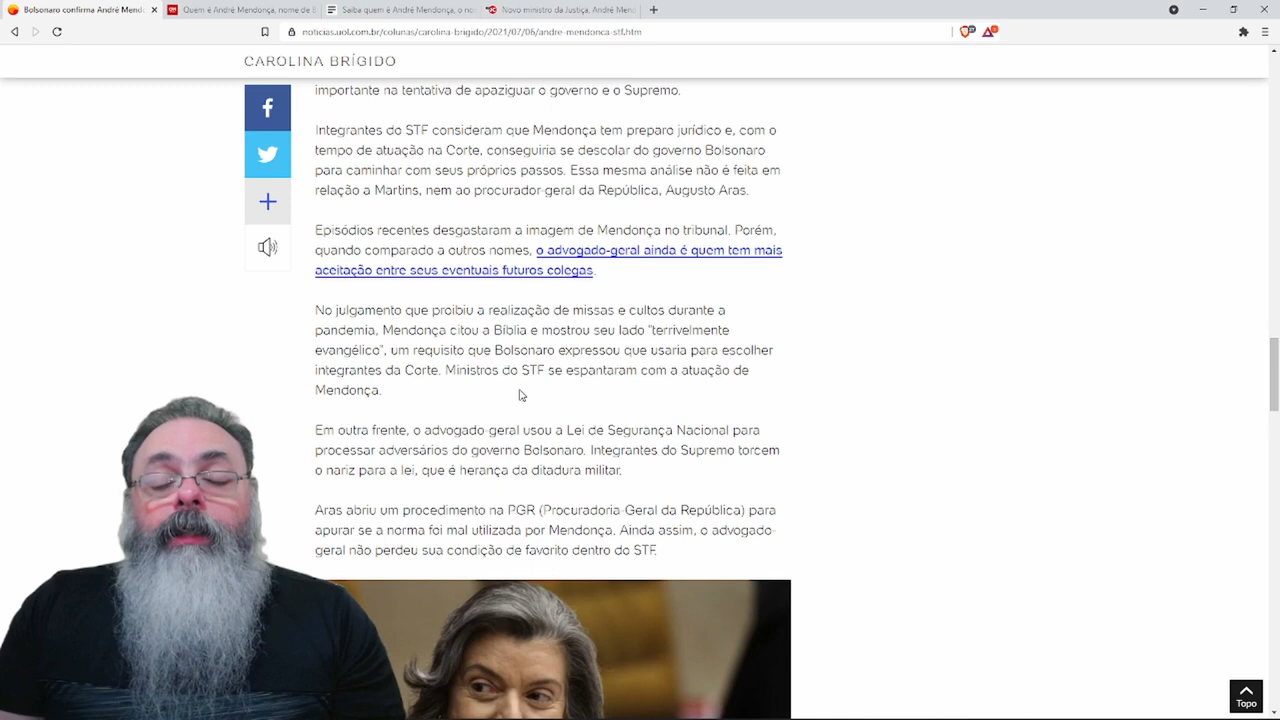 Bolsonaro confirma André Mend
Quem é André Mendonça, nome de B
Saiba quem é André Mendonça, o no
Novo ministro da Justiça, André Men
noticias.uol.com.br/colunas/carolina-brigido/2021/07/06/andre-mendonca-stf.htm
CAROLINA BRÍGIDO
importante na tentativa de apaziguar o governo e o Supremo.
Integrantes do STF consideram que Mendonça tem preparo jurídico e, com o
tempo de atuação na Corte, conseguiria se descolar do governo Bolsonaro
para caminhar com seus próprios passos. Essa mesma análise não é feita em
relação a Martins, nem ao procurador-geral da República, Augusto Aras.
Episódios recentes desgastaram a imagem de Mendonça no tribunal. Porém,
quando comparado a outros nomes, o advogado-geral ainda é quem tem mais
aceitação entre seus eventuais futuros colegas.
No julgamento que proibiu a realização de missas e cultos durante a
pandemia, Mendonça citou a Bíblia e mostrou seu lado "terrivelmente
evangélico", um requisito que Bolsonaro expressou que usaria para escolher
integrantes da Corte. Ministros do STF se espantaram com a atuação de
Mendonça.
Em outra frente, o advogado-geral usou a Lei de Segurança Nacional para
processar adversários do governo Bolsonaro. Integrantes do Supremo torcem
o nariz para a lei, que é herança da ditadura militar.
Aras abriu um procedimento na PGR (Procuradoria-Geral da República) para
apurar se a norma foi mal utilizada por Mendonça. Ainda assim, o advogado-
geral não perdeu sua condição de favorito dentro do STF.
Topo